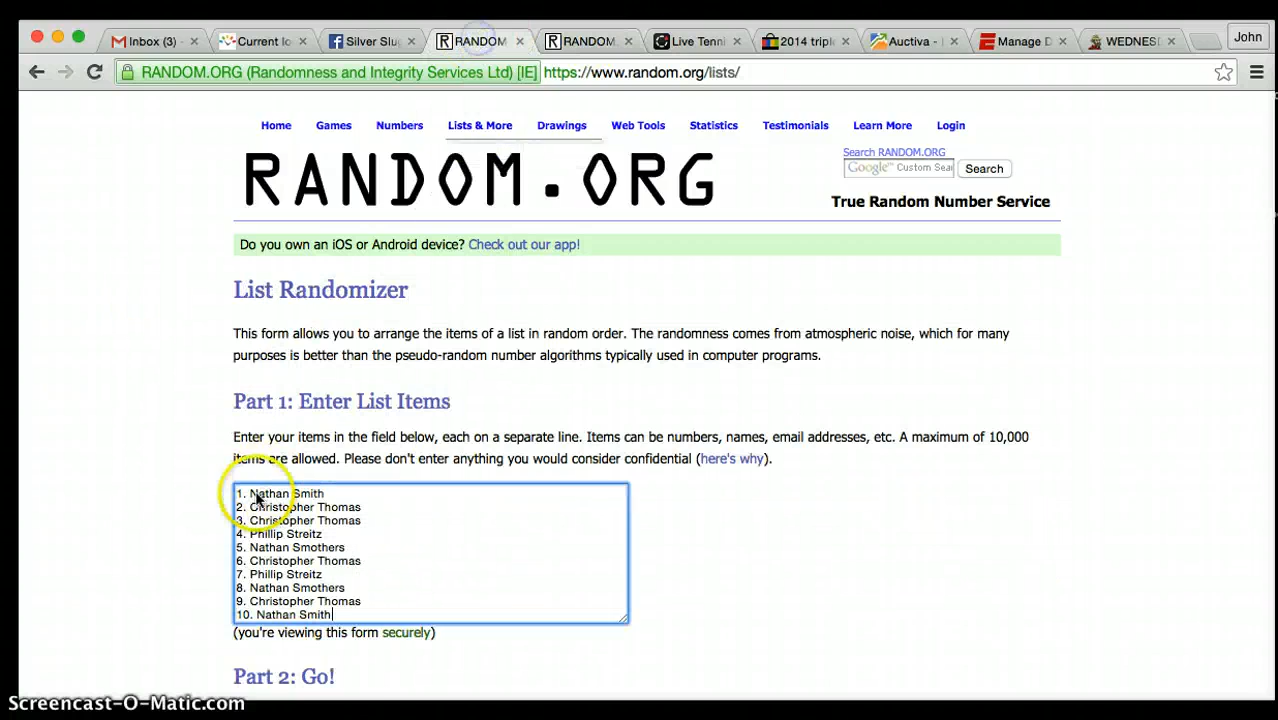 Inbox (3)
Current Io
Silver Slug
RANDOM
RANDOM.
Live Tenni
2014 triple
Auctiva -
Manage D
WEDNES
John
RANDOM.ORG (Randomness and Integrity Services Ltd) [IE]
https://www.random.org/lists/
Home Games Numbers Lists & More Drawings Web Tools Statistics Testimonials Learn More Login
RANDOM.ORG
Search RANDOM.ORG
Google™ Custom Sear
Search
True Random Number Service
Do you own an iOS or Android device? Check out our app!
List Randomizer
This form allows you to arrange the items of a list in random order. The randomness comes from atmospheric noise, which for many
purposes is better than the pseudo-random number algorithms typically used in computer programs.
Part 1: Enter List Items
Enter your items in the field below, each on a separate line. Items can be numbers, names, email addresses, etc. A maximum of 10,000
items are allowed. Please don't enter anything you would consider confidential (here's why).
1. Nathan Smith
2. Christopher Thomas
3. Christopher Thomas
4. Phillip Streitz
5. Nathan Smothers
6. Christopher Thomas
7. Phillip Streitz
8. Nathan Smothers
9. Christopher Thomas
10. Nathan Smith
(you're viewing this form securely)
Part 2: Go!
Screencast-O-Matic.com